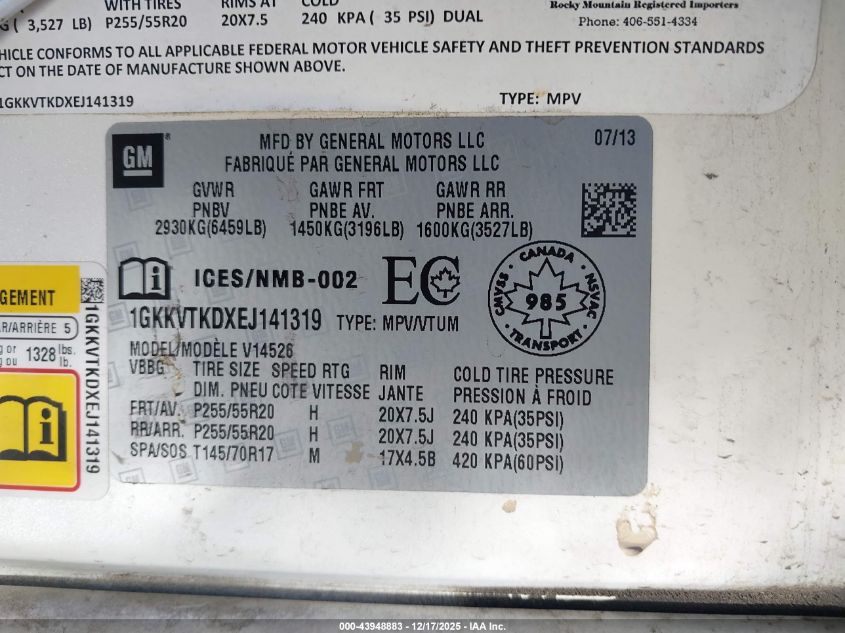 WITH TIRES RIMS AT COLD Rocky Mountain Registered Importers
G ( 3,527 LB) P255/55R20 20X7.5 240 KPA ( 35 PSI) DUAL Phone: 406-551-4334
HICLE CONFORMS TO ALL APPLICABLE FEDERAL MOTOR VEHICLE SAFETY AND THEFT PREVENTION STANDARDS
CT ON THE DATE OF MANUFACTURE SHOWN ABOVE.
1GKKVTKDXEJ141319 TYPE: MPV
GM
MFD BY GENERAL MOTORS LLC 07/13
FABRIQUÉ PAR GENERAL MOTORS LLC
GVWR GAWR FRT GAWR RR
PNBV PNBE AV. PNBE ARR.
2930KG(6459LB) 1450KG(3196LB) 1600KG(3527LB)
ICES/NMB-002 EC
CANADA CMVSS NSVAC 985 TRANSPORT
1GKKVTKDXEJ141319 TYPE: MPV/VTUM
MODEL/MODÈLE V14526
VBBG TIRE SIZE SPEED RTG RIM COLD TIRE PRESSURE
DIM. PNEU COTE VITESSE JANTE PRESSION À FROID
FRT/AV. P255/55R20 H 20X7.5J 240 KPA(35PSI)
RR/ARR. P255/55R20 H 20X7.5J 240 KPA(35PSI)
SPA/SOS T145/70R17 M 17X4.5B 420 KPA(60PSI)
GEMENT
R/ARRIÈRE 5
g or 1328 lbs.
ou lb.
1GKKVTKDXEJ141319
000-43948883 - 12/17/2025 - IAA Inc.